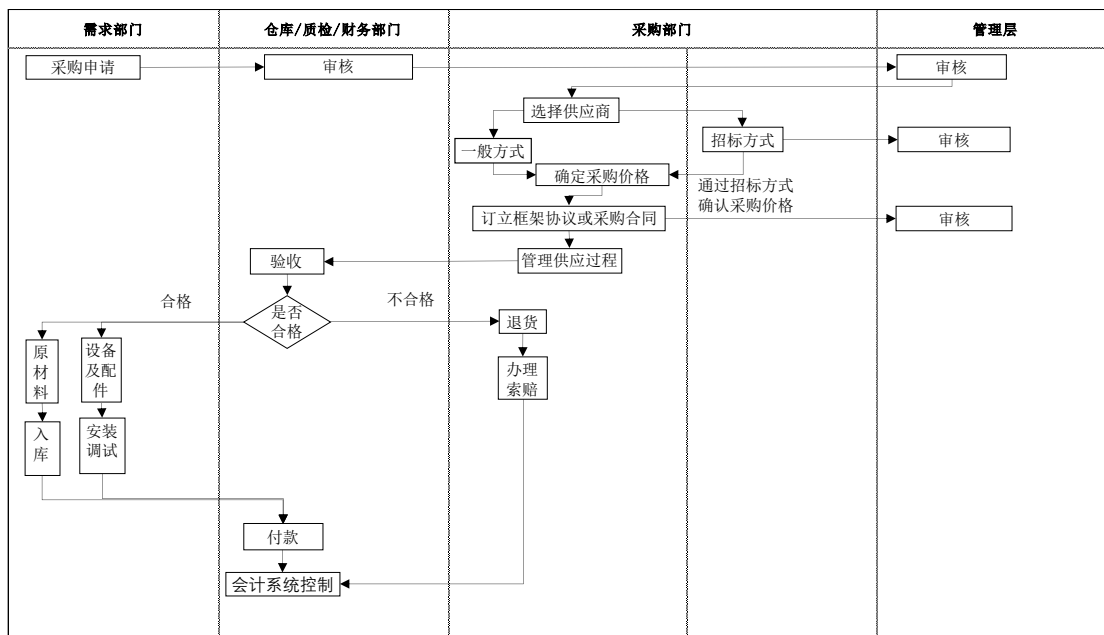 需求部门
仓库/质检/财务部门
采购部门
管理层
采购申请
审核
审核
选择供应商
一般方式
招标方式
审核
确定采购价格
通过招标方式
确认采购价格
订立框架协议或采购合同
审核
验收
管理供应过程
合格
不合格
是否
合格
退货
原
材
料
设备
及配
件
办理
索赔
入
库
安装
调试
付款
会计系统控制